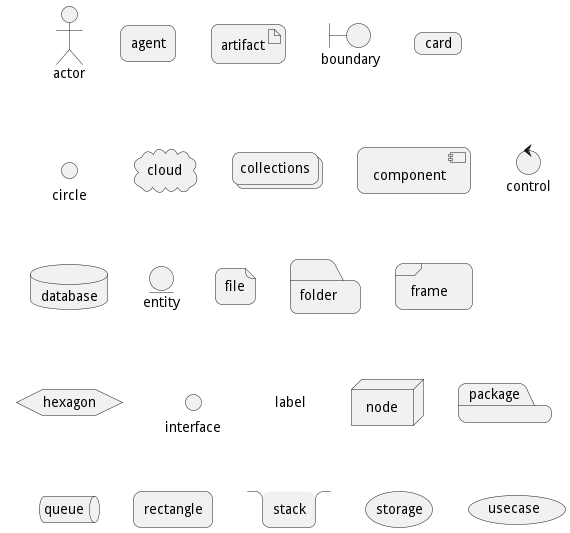 actor
agent
artifact
boundary
card
circle
cloud
collections
component
control
database
entity
file
folder
frame
hexagon
interface
label
node
package
queue
rectangle
stack
storage
usecase